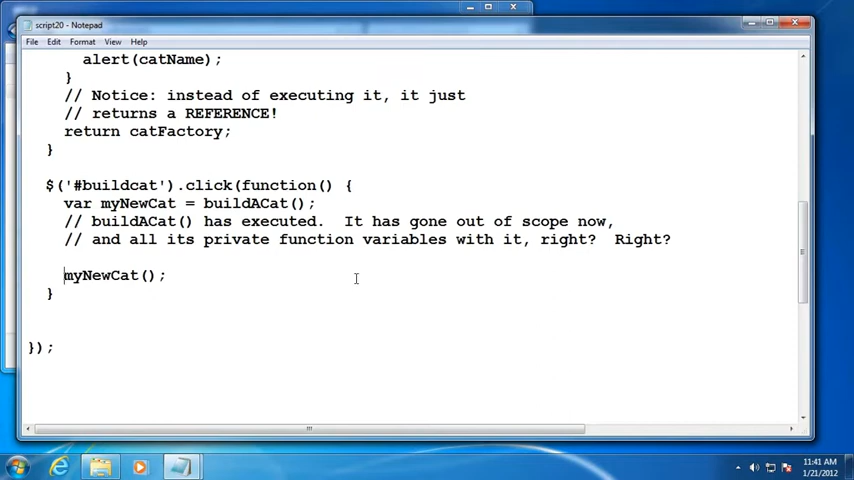 script20 - Notepad
File Edit Format View Help
alert(catName);
}
// Notice: instead of executing it, it just
// returns a REFERENCE!
return catFactory;
}
$('#buildcat').click(function() {
var myNewCat = buildACat();
// buildACat() has executed. It has gone out of scope now,
// and all its private function variables with it, right? Right?
myNewCat();
}
});
11:41 AM
1/21/2012